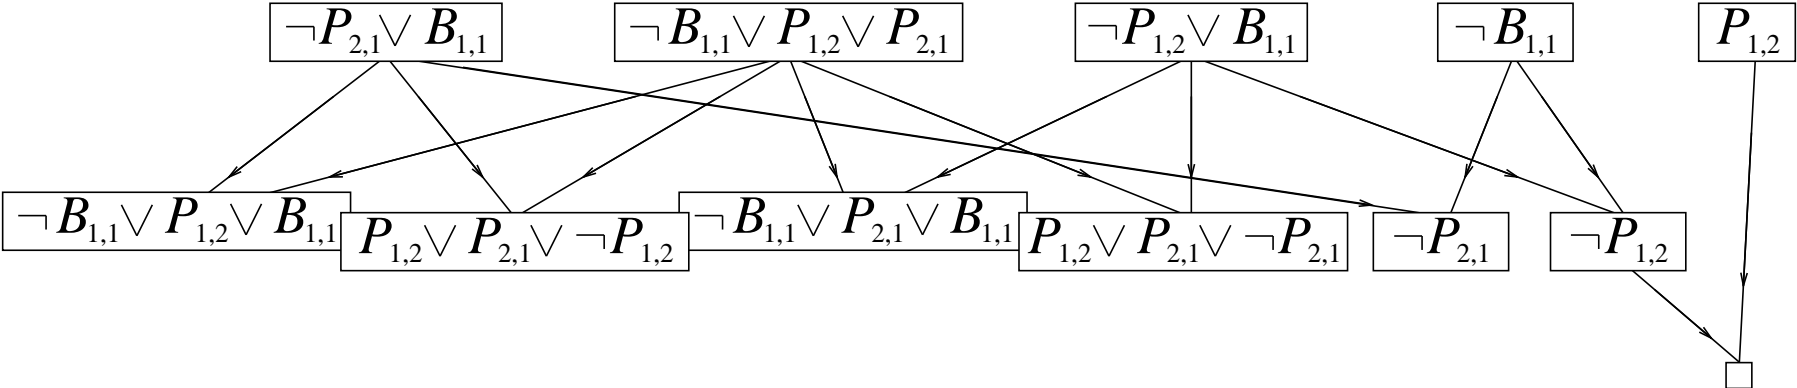 ¬P2,1 ∨ B1,1
¬B1,1 ∨ P1,2 ∨ P2,1
¬P1,2 ∨ B1,1
¬B1,1
P1,2
¬B1,1 ∨ P1,2 ∨ B1,1
P1,2 ∨ P2,1 ∨ ¬P1,2
¬B1,1 ∨ P2,1 ∨ B1,1
P1,2 ∨ P2,1 ∨ ¬P2,1
¬P2,1
¬P1,2